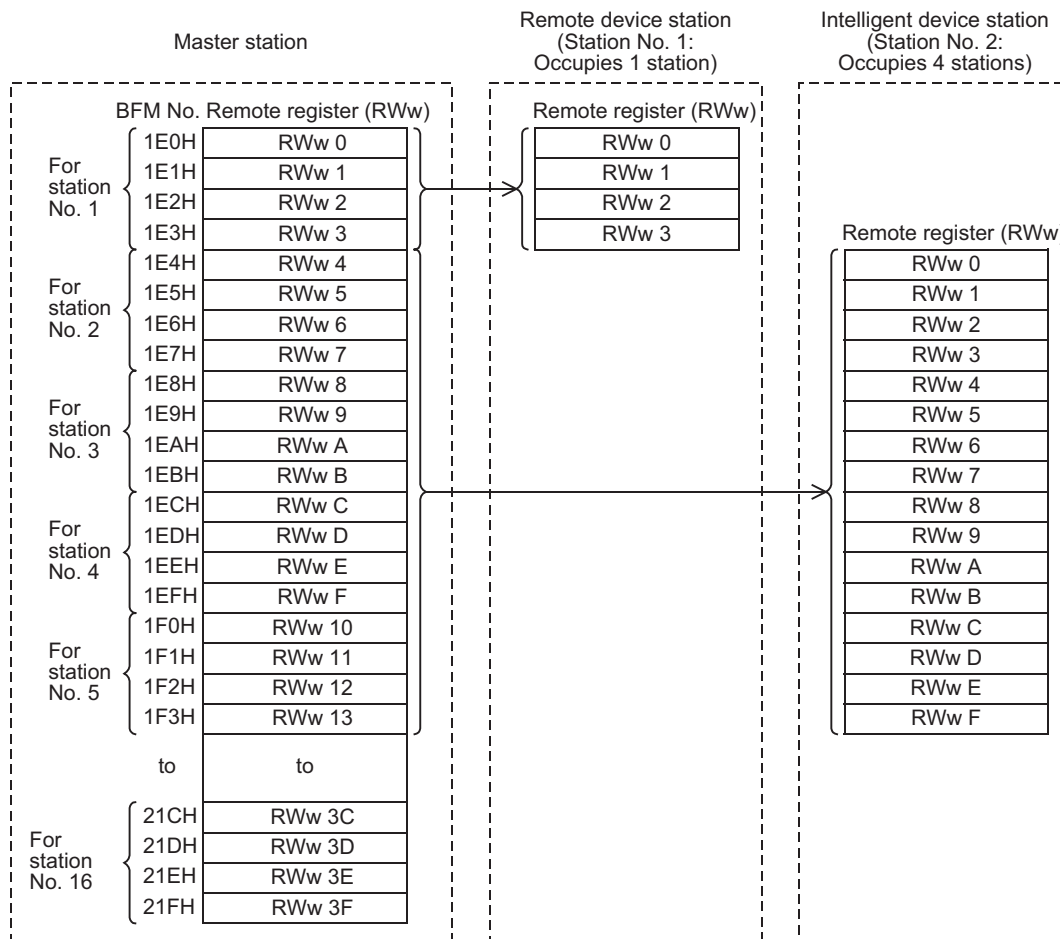 Master station
Remote device station
(Station No. 1:
Occupies 1 station)
Intelligent device station
(Station No. 2:
Occupies 4 stations)
BFM No. Remote register (RWw)
For
station
No. 1
1E0H RWw 0
1E1H RWw 1
1E2H RWw 2
1E3H RWw 3
For
station
No. 2
1E4H RWw 4
1E5H RWw 5
1E6H RWw 6
1E7H RWw 7
For
station
No. 3
1E8H RWw 8
1E9H RWw 9
1EAH RWw A
1EBH RWw B
For
station
No. 4
1ECH RWw C
1EDH RWw D
1EEH RWw E
1EFH RWw F
For
station
No. 5
1F0H RWw 10
1F1H RWw 11
1F2H RWw 12
1F3H RWw 13
to to
For
station
No. 16
21CH RWw 3C
21DH RWw 3D
21EH RWw 3E
21FH RWw 3F
Remote register (RWw)
RWw 0
RWw 1
RWw 2
RWw 3
Remote register (RWw
RWw 0
RWw 1
RWw 2
RWw 3
RWw 4
RWw 5
RWw 6
RWw 7
RWw 8
RWw 9
RWw A
RWw B
RWw C
RWw D
RWw E
RWw F